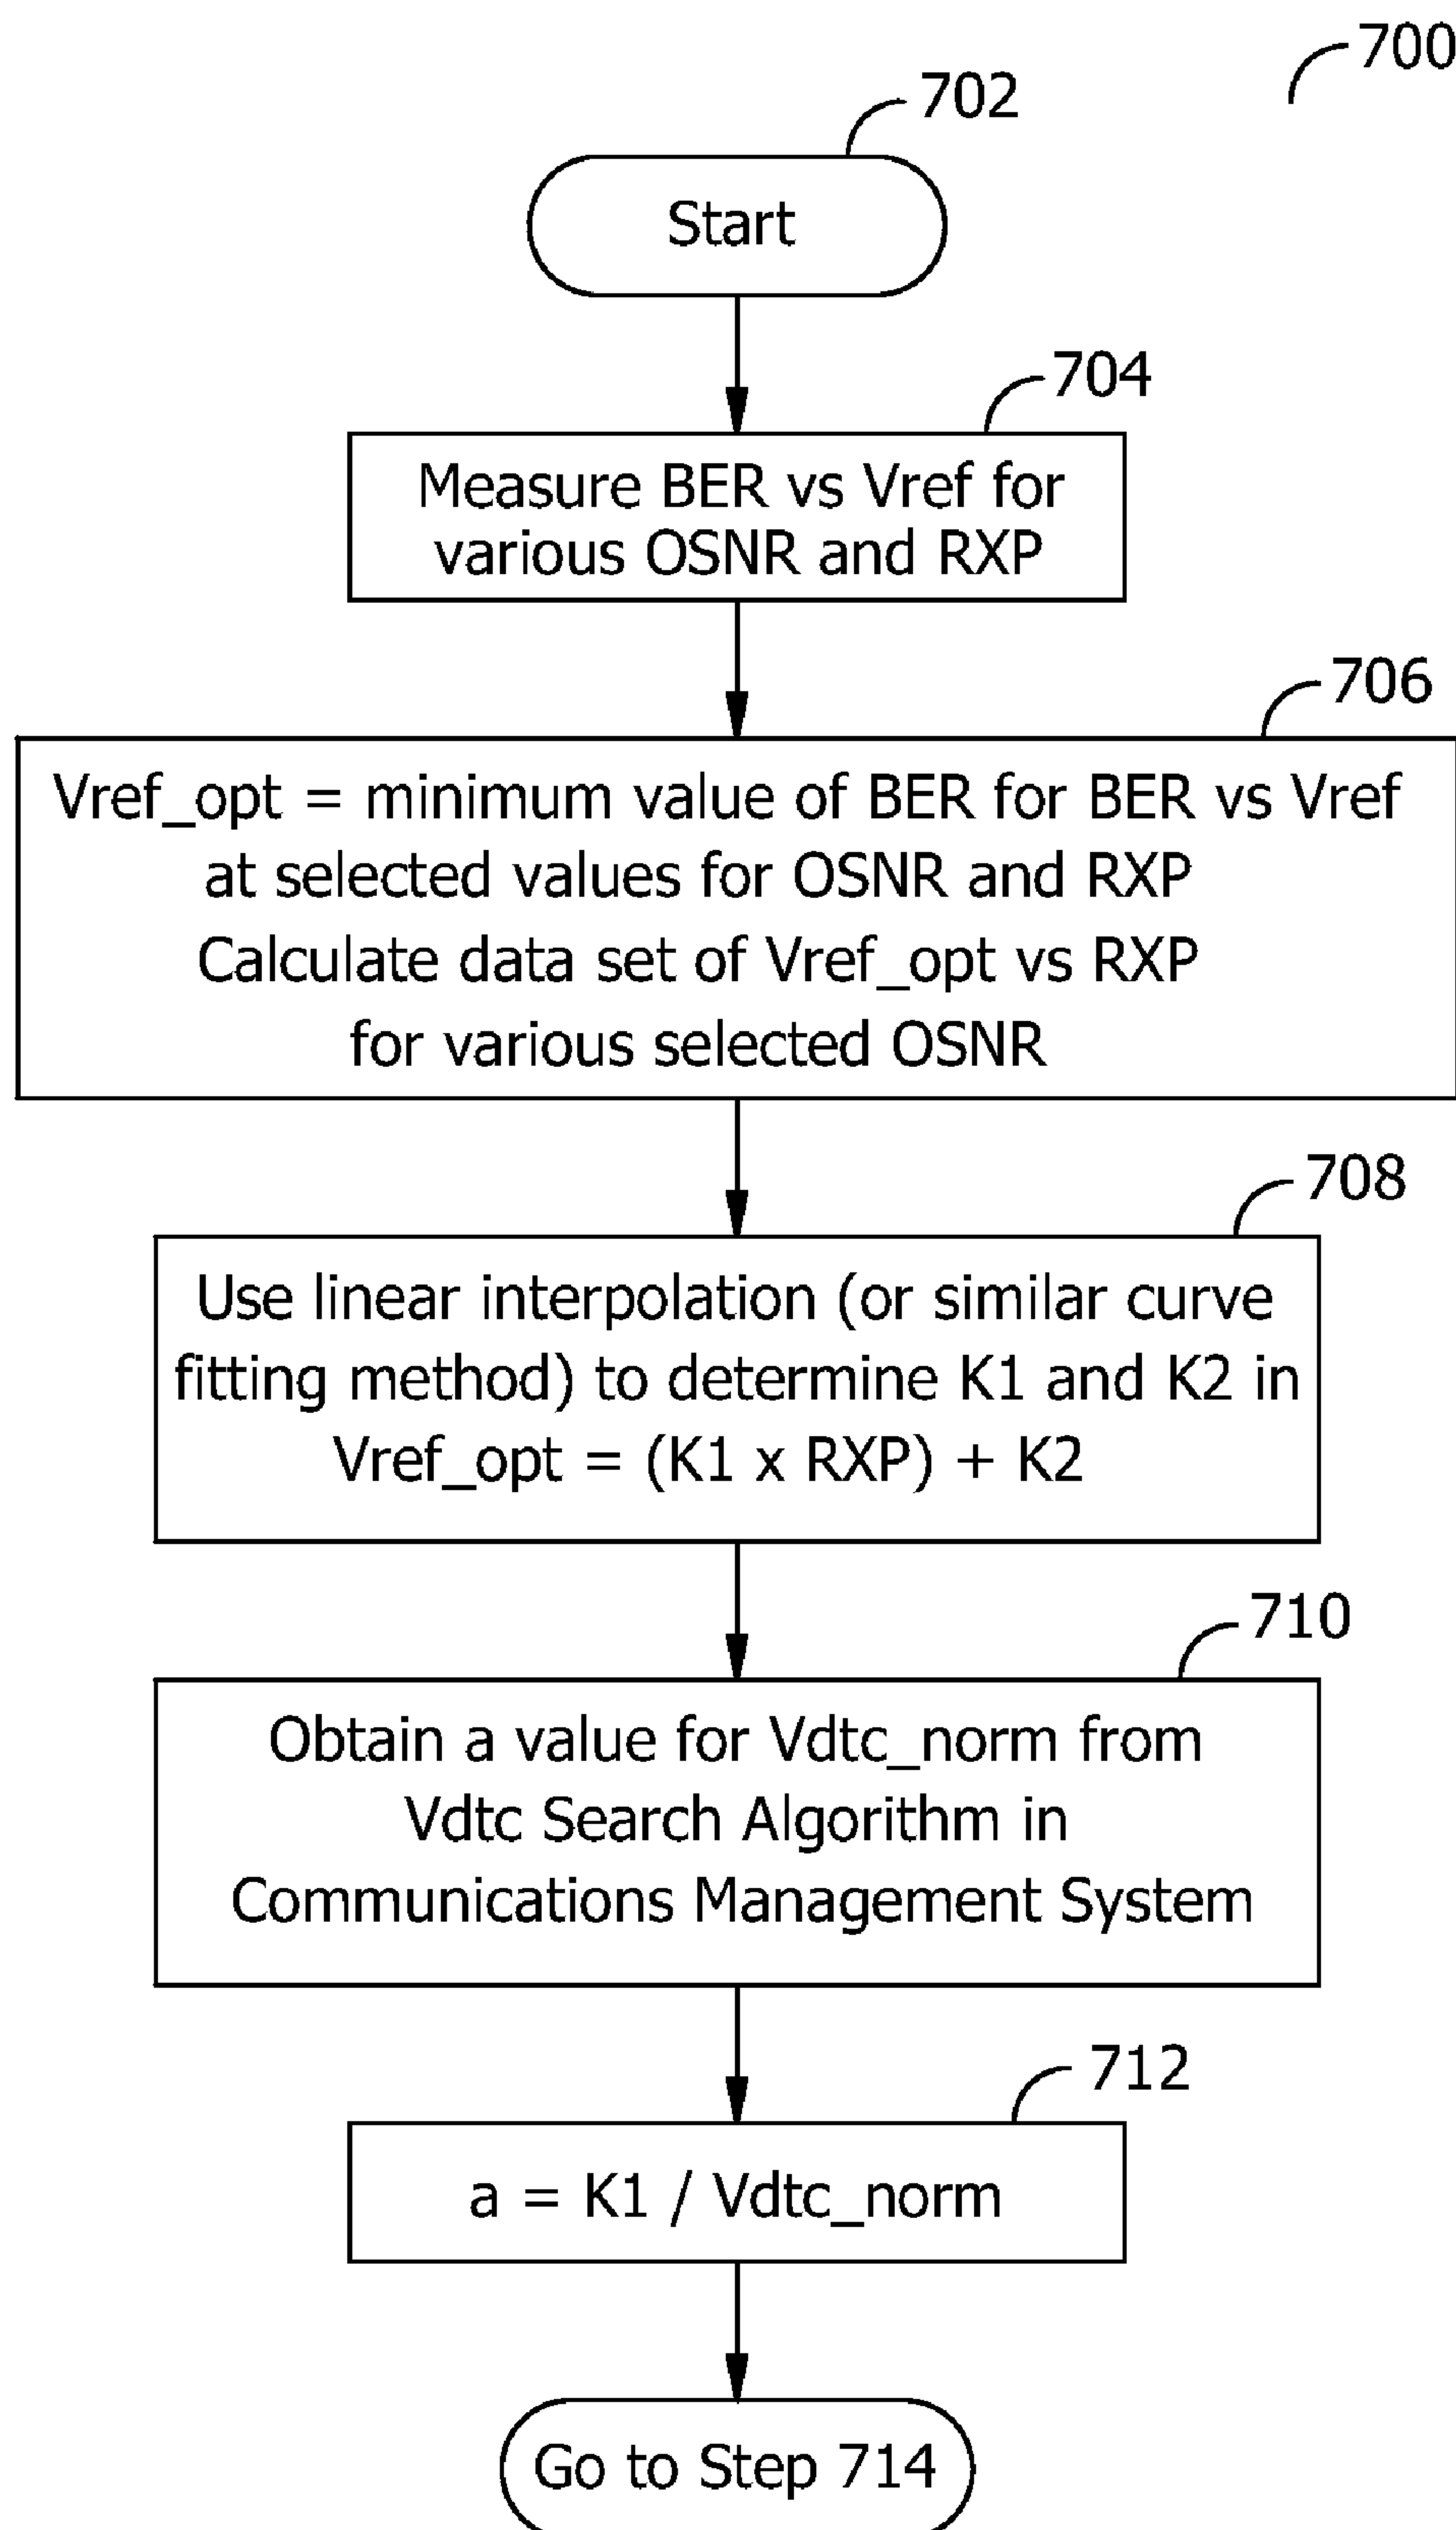 700
702
Start
704
Measure BER vs Vref for
various OSNR and RXP
706
Vref_opt = minimum value of BER for BER vs Vref
at selected values for OSNR and RXP
Calculate data set of Vref_opt vs RXP
for various selected OSNR
708
Use linear interpolation (or similar curve
fitting method) to determine K1 and K2 in
Vref_opt = (K1 x RXP) + K2
710
Obtain a value for Vdtc_norm from
Vdtc Search Algorithm in
Communications Management System
712
a = K1 / Vdtc_norm
Go to Step 714